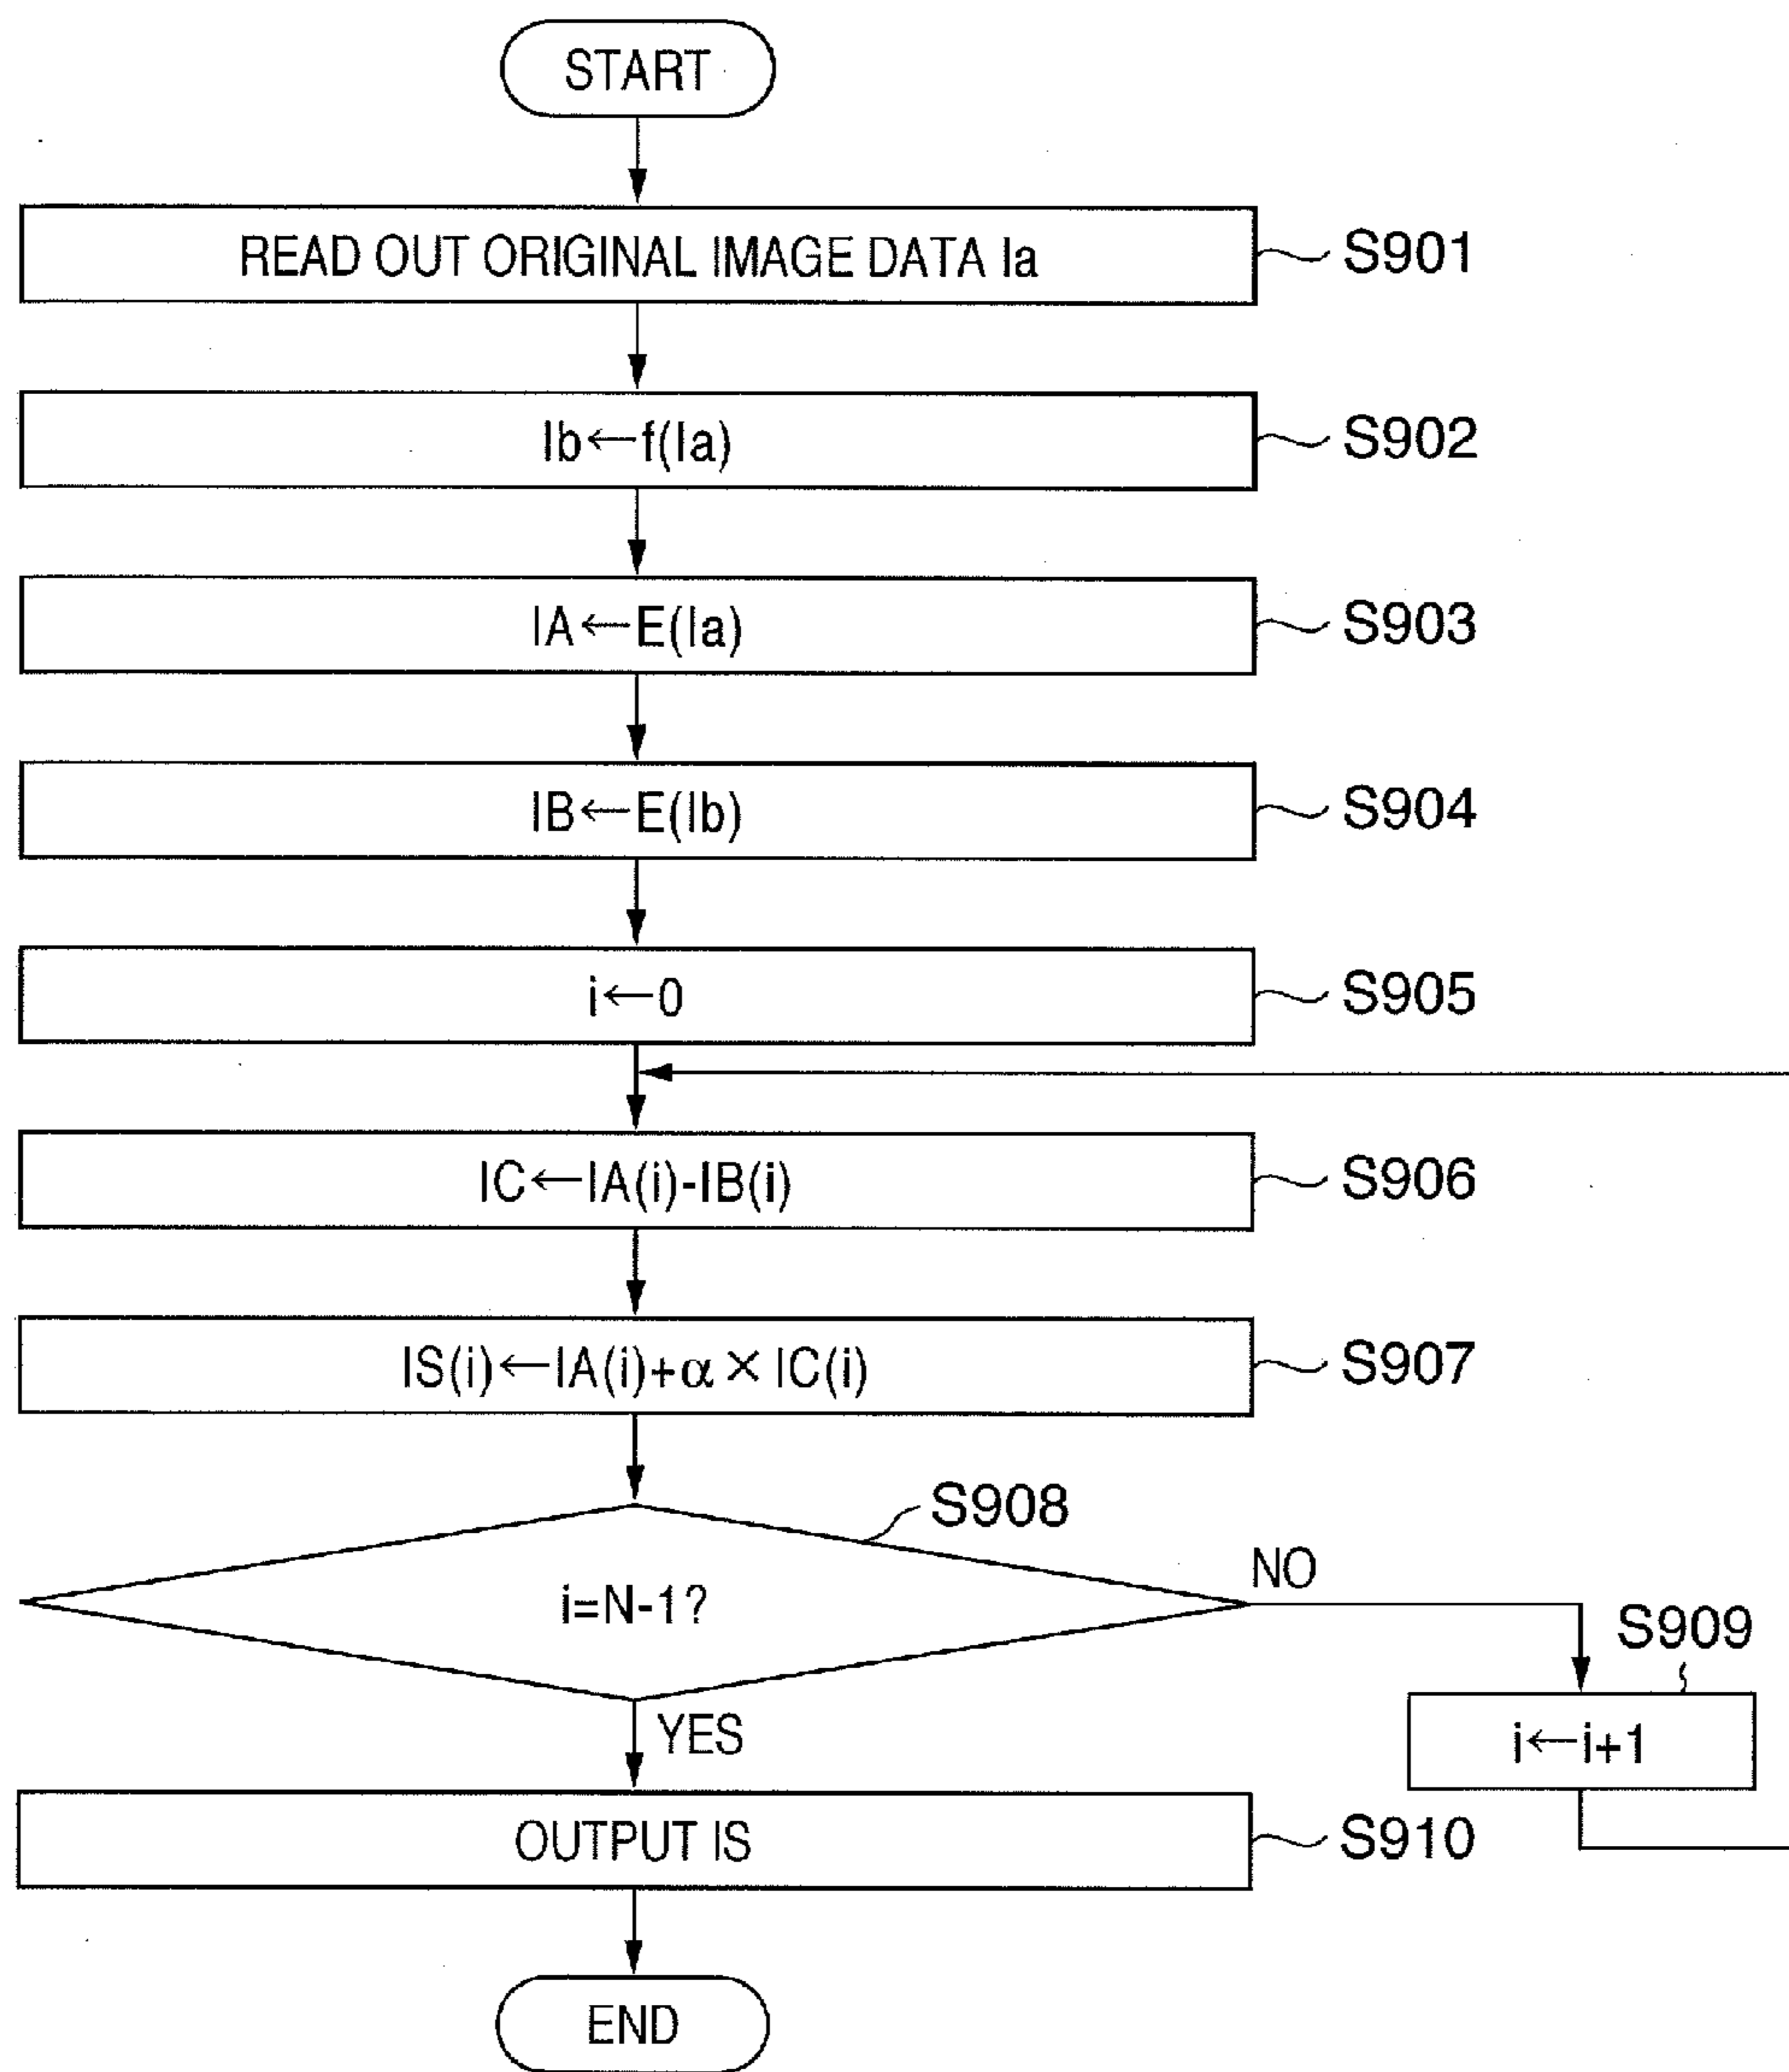 START
READ OUT ORIGINAL IMAGE DATA Ia
S901
Ib←f(Ia)
S902
IA←E(Ia)
S903
IB←E(Ib)
S904
i←0
S905
IC←IA(i)-IB(i)
S906
IS(i)←IA(i)+α×IC(i)
S907
S908
i=N-1?
NO
S909
i←i+1
YES
OUTPUT IS
S910
END